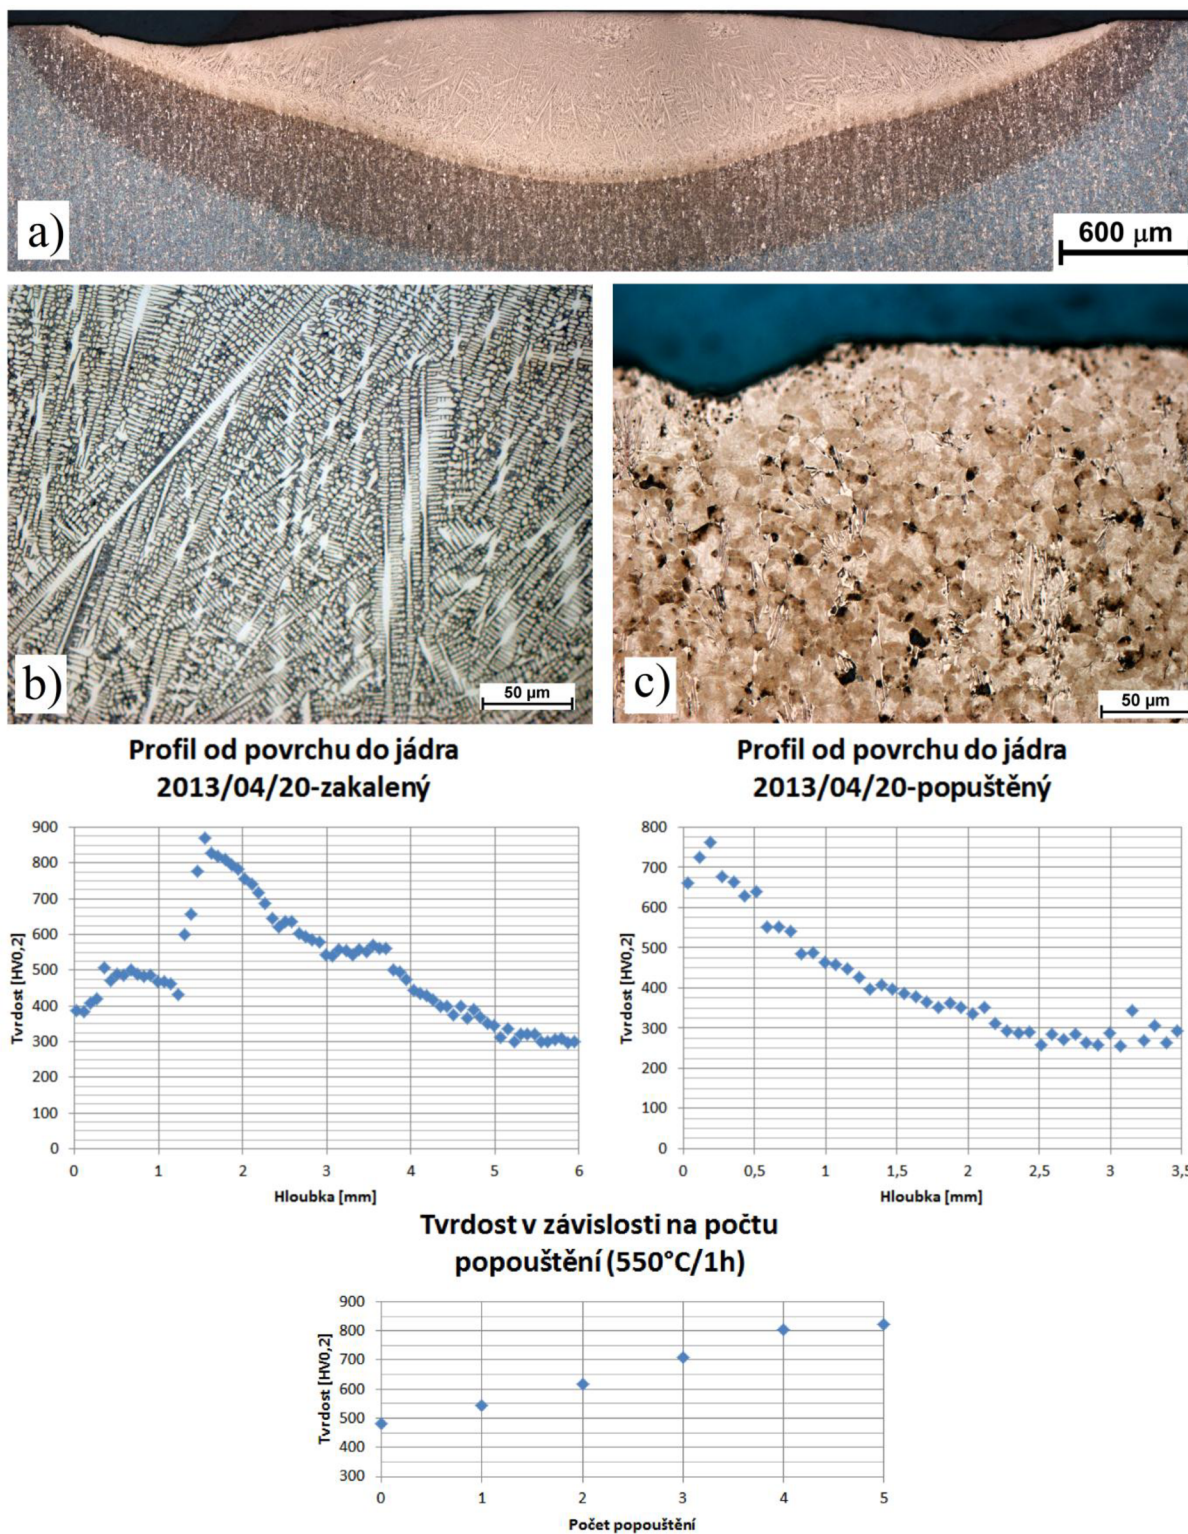 a)
600 µm
b)
50 µm
c)
50 µm
Profil od povrchu do jádra
2013/04/20-zakalený
Tvrdost [HV0,2]
900
800
700
600
500
400
300
200
100
0
0 1 2 3 4 5 6
Hloubka [mm]
Profil od povrchu do jádra
2013/04/20-popuštěný
Tvrdost [HV0,2]
800
700
600
500
400
300
200
100
0
0 0,5 1 1,5 2 2,5 3 3,5
Hloubka [mm]
Tvrdost v závislosti na počtu
popouštění (550°C/1h)
Tvrdost [HV0,2]
900
800
700
600
500
400
300
0 1 2 3 4 5
Počet popouštění